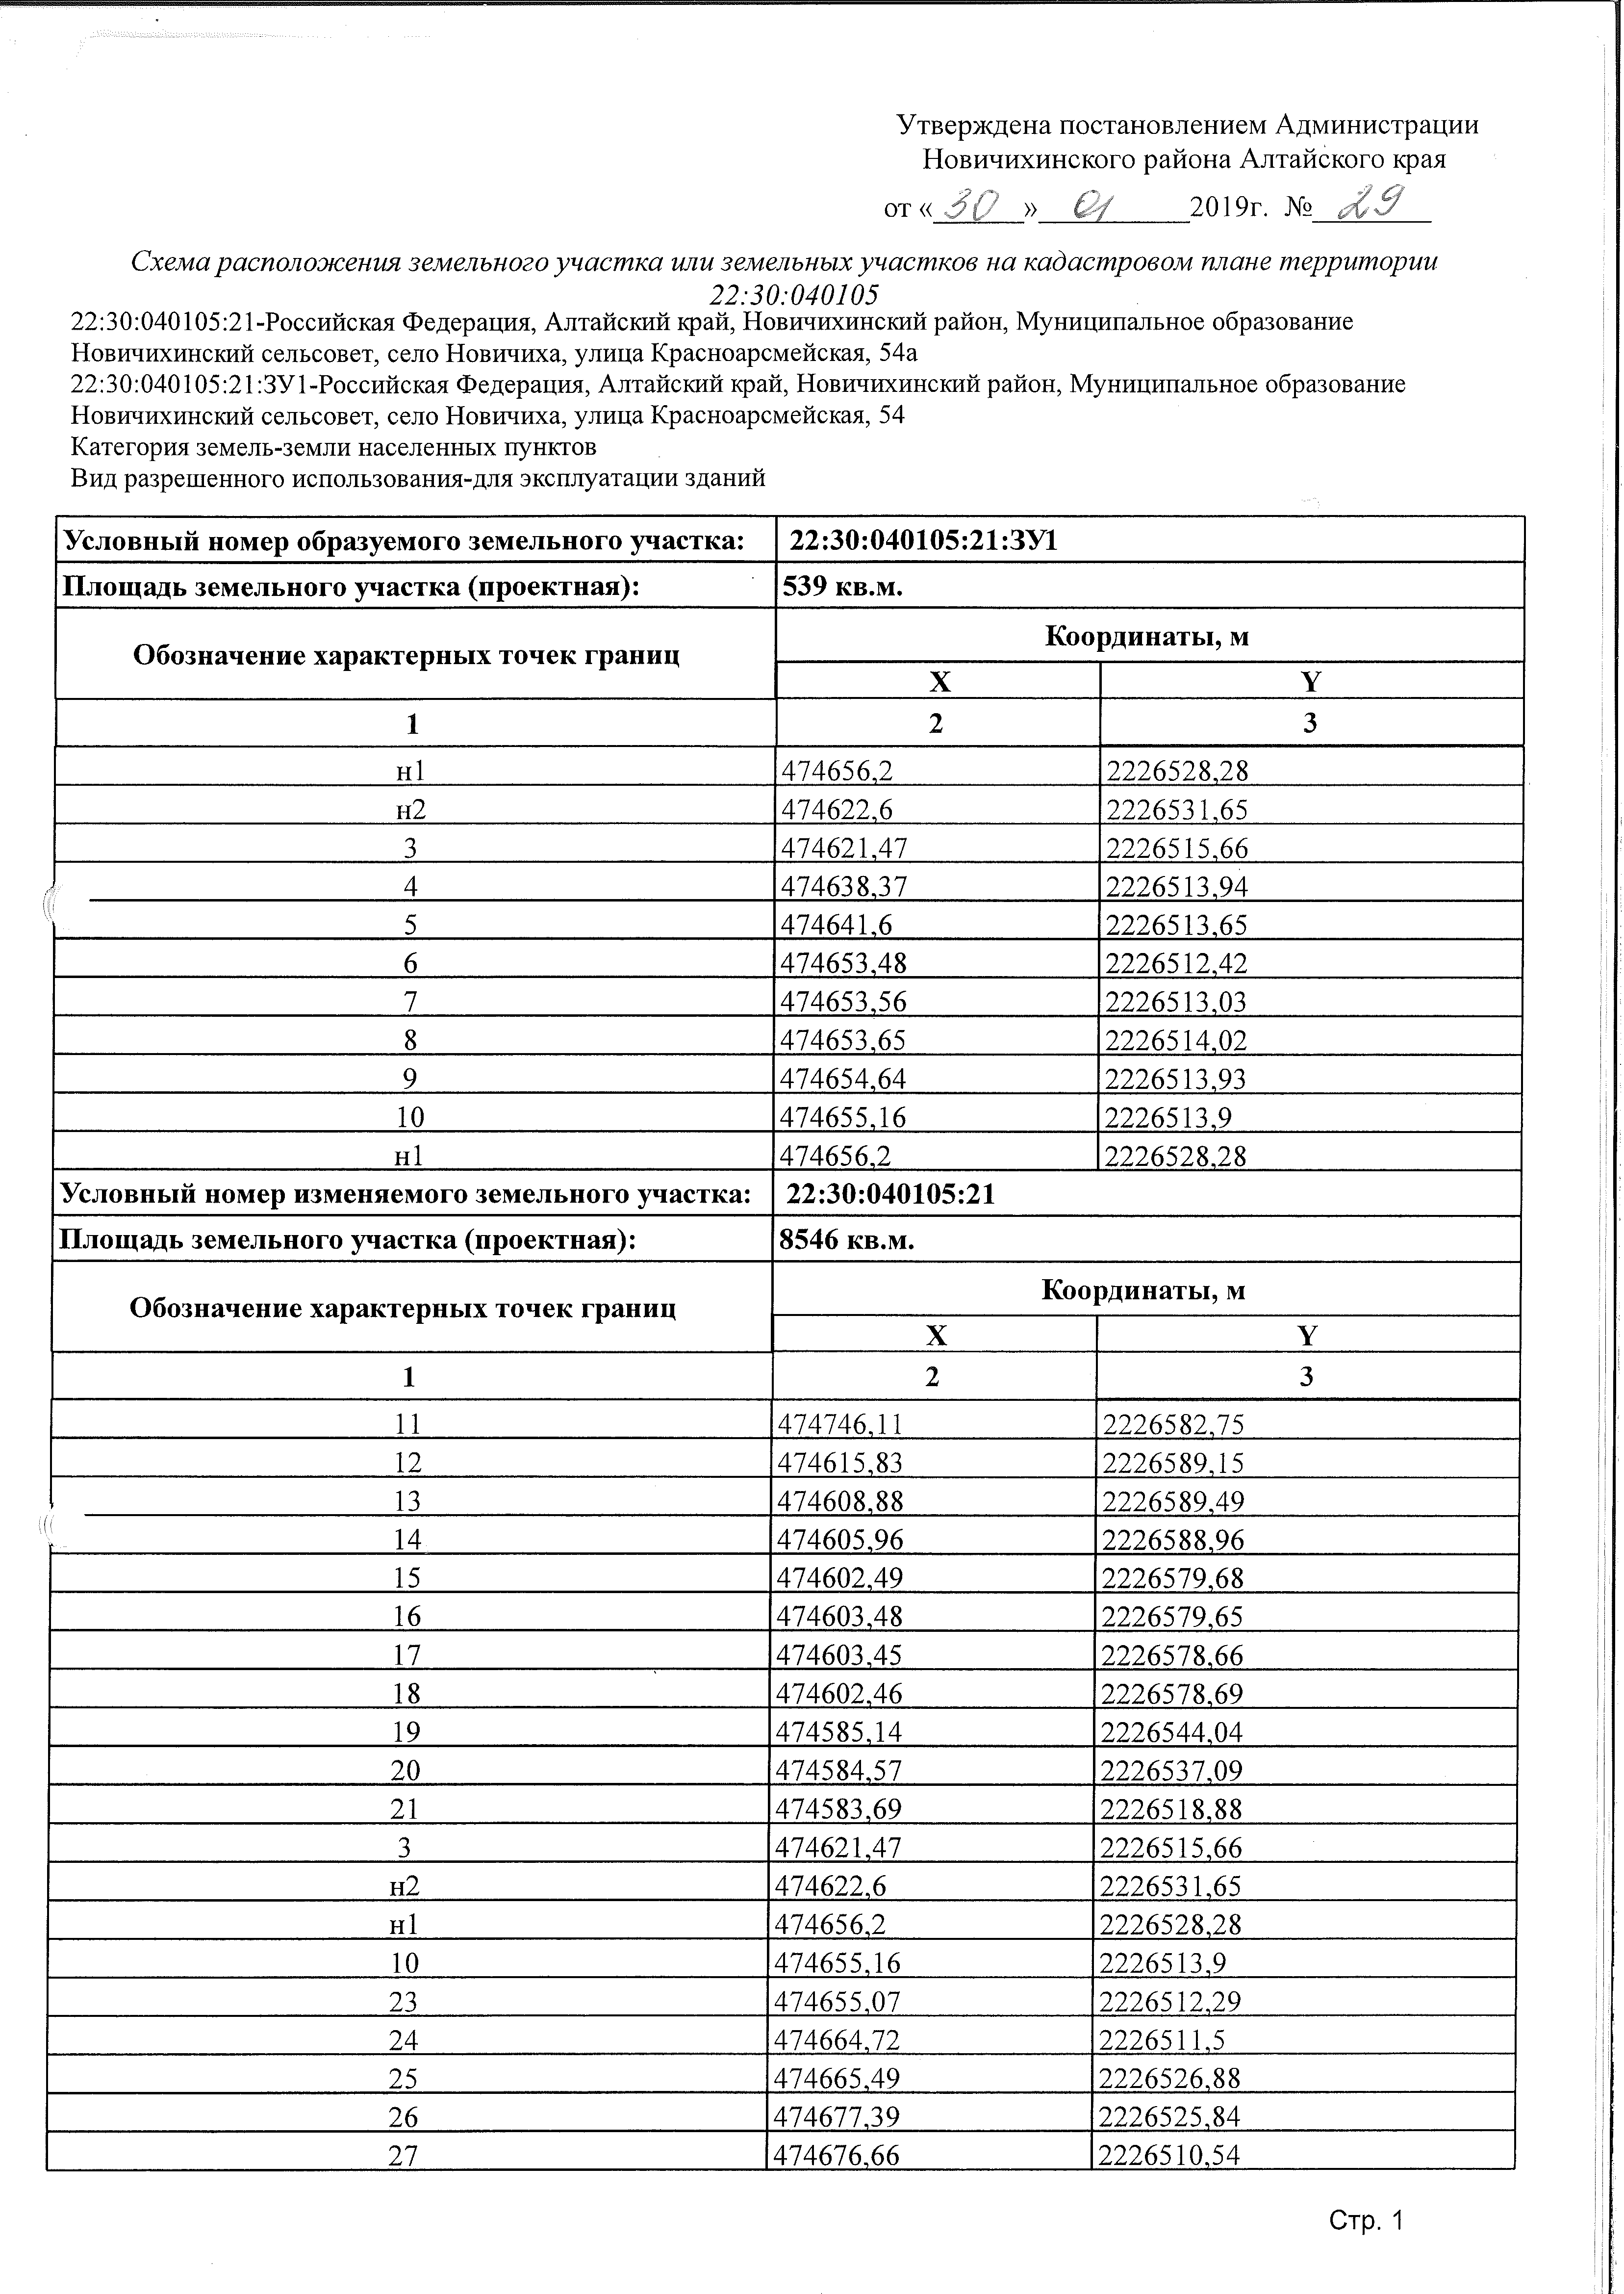 Утверждена постановлением Администрации
Новичихинского района Алтайского края
от «30» 01 2019г. № 29
Схема расположения земельного участка или земельных участков на кадастровом плане территории
22:30:040105
22:30:040105:21-Российская Федерация, Алтайский край, Новичихинский район, Муниципальное образование
Новичихинский сельсовет, село Новичиха, улица Красноарсмейская, 54а
22:30:040105:21:ЗУ1-Российская Федерация, Алтайский край, Новичихинский район, Муниципальное образование
Новичихинский сельсовет, село Новичиха, улица Красноарсмейская, 54
Категория земель-земли населенных пунктов
Вид разрешенного использования-для эксплуатации зданий
Условный номер образуемого земельного участка: 22:30:040105:21:ЗУ1
Площадь земельного участка (проектная): 539 кв.м.
Обозначение характерных точек границ Координаты, м
X Y
1 2 3
н1 474656,2 2226528,28
н2 474622,6 2226531,65
3 474621,47 2226515,66
4 474638,37 2226513,94
5 474641,6 2226513,65
6 474653,48 2226512,42
7 474653,56 2226513,03
8 474653,65 2226514,02
9 474654,64 2226513,93
10 474655,16 2226513,9
н1 474656,2 2226528,28
Условный номер изменяемого земельного участка: 22:30:040105:21
Площадь земельного участка (проектная): 8546 кв.м.
Обозначение характерных точек границ Координаты, м
X Y
1 2 3
11 474746,11 2226582,75
12 474615,83 2226589,15
13 474608,88 2226589,49
14 474605,96 2226588,96
15 474602,49 2226579,68
16 474603,48 2226579,65
17 474603,45 2226578,66
18 474602,46 2226578,69
19 474585,14 2226544,04
20 474584,57 2226537,09
21 474583,69 2226518,88
3 474621,47 2226515,66
н2 474622,6 2226531,65
н1 474656,2 2226528,28
10 474655,16 2226513,9
23 474655,07 2226512,29
24 474664,72 2226511,5
25 474665,49 2226526,88
26 474677,39 2226525,84
27 474676,66 2226510,54
Стр. 1